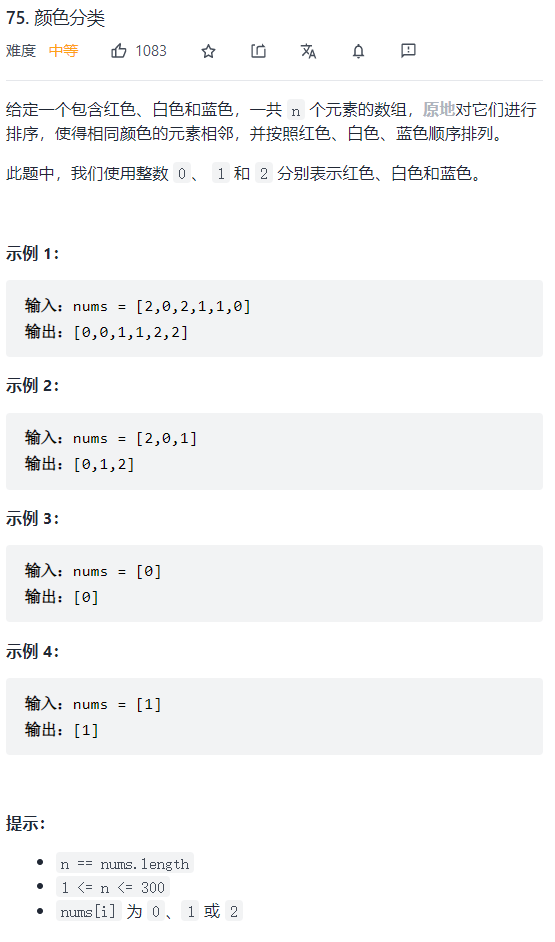 75. 颜色分类
难度 中等 1083
给定一个包含红色、白色和蓝色，一共 n 个元素的数组，原地对它们进行
排序，使得相同颜色的元素相邻，并按照红色、白色、蓝色顺序排列。
此题中，我们使用整数 0、 1 和 2 分别表示红色、白色和蓝色。
示例 1：
输入：nums = [2,0,2,1,1,0]
输出：[0,0,1,1,2,2]
示例 2：
输入：nums = [2,0,1]
输出：[0,1,2]
示例 3：
输入：nums = [0]
输出：[0]
示例 4：
输入：nums = [1]
输出：[1]
提示：
n == nums.length
1 <= n <= 300
nums[i] 为 0、1 或 2